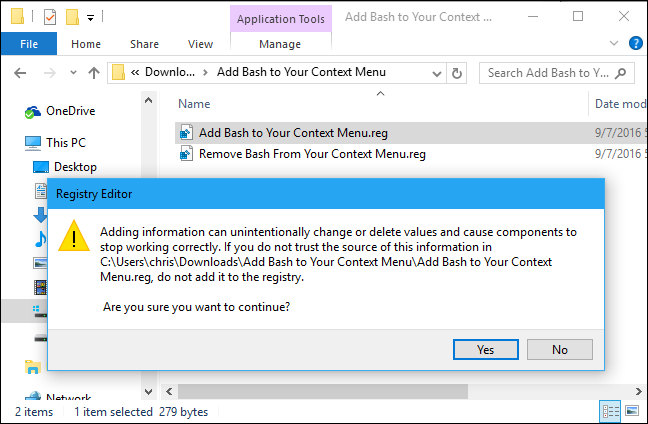 Application Tools
Add Bash to Your Context ...
File
Home
Share
View
Manage
« Downlo... › Add Bash to Your Context Menu
Search Add Bash to Y...
Name
Date mod
OneDrive
This PC
Desktop
Network
Add Bash to Your Context Menu.reg
9/7/2016 5
Remove Bash From Your Context Menu.reg
9/7/2016 5
Registry Editor
Adding information can unintentionally change or delete values and cause components to
stop working correctly. If you do not trust the source of this information in
C:\Users\chris\Downloads\Add Bash to Your Context Menu\Add Bash to Your Context
Menu.reg, do not add it to the registry.
Are you sure you want to continue?
Yes
No
2 items
1 item selected 279 bytes